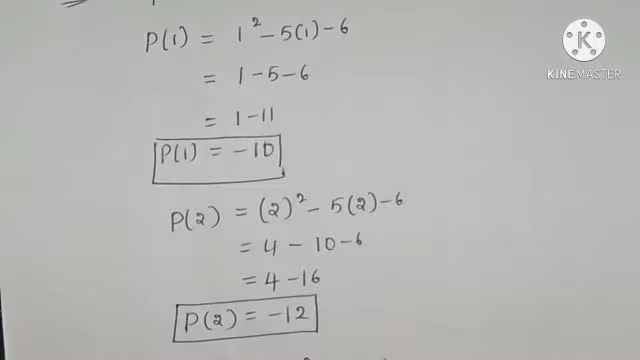 P(1) = 1² - 5(1) - 6
= 1 - 5 - 6
= 1 - 11
P(1) = -10
P(2) = (2)² - 5(2) - 6
= 4 - 10 - 6
= 4 - 16
P(2) = -12
KINEMASTER